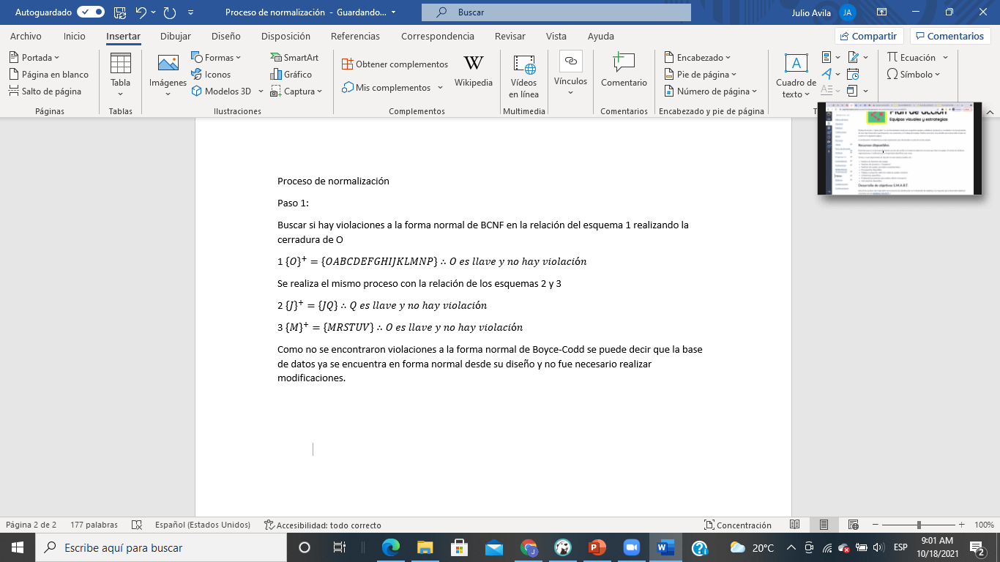 Autoguardado
Proceso de normalización - Guardando...
Buscar
Julio Avila
JA
Archivo Inicio Insertar Dibujar Diseño Disposición Referencias Correspondencia Revisar Vista Ayuda
Compartir
Comentarios
Portada
Página en blanco
Salto de página
Páginas
Tabla
Tablas
Imágenes
Formas
Iconos
Modelos 3D
SmartArt
Gráfico
Captura
Ilustraciones
Obtener complementos
Mis complementos
W
Wikipedia
Complementos
Vídeos
en línea
Multimedia
Vínculos
Comentario
Comentarios
Encabezado
Pie de página
Número de página
Encabezado y pie de página
A
Cuadro de
texto
Ecuación
Símbolo
Plan de acción
Equipos visuales y estrategia
Recursos disponibles
Desarrollo de objetivos S.M.A.R.T.
Proceso de normalización
Paso 1:
Buscar si hay violaciones a la forma normal de BCNF en la relación del esquema 1 realizando la
cerradura de O
1 {O}⁺ = {OABCDEFGHIJKLMNP} ∴ O es llave y no hay violación
Se realiza el mismo proceso con la relación de los esquemas 2 y 3
2 {J}⁺ = {JQ} ∴ Q es llave y no hay violación
3 {M}⁺ = {MRSTUV} ∴ O es llave y no hay violación
Como no se encontraron violaciones a la forma normal de Boyce-Codd se puede decir que la base
de datos ya se encuentra en forma normal desde su diseño y no fue necesario realizar
modificaciones.
Página 2 de 2 177 palabras Español (Estados Unidos) Accesibilidad: todo correcto
Concentración
100%
Escribe aquí para buscar
20°C
ESP
9:01 AM
10/18/2021
2